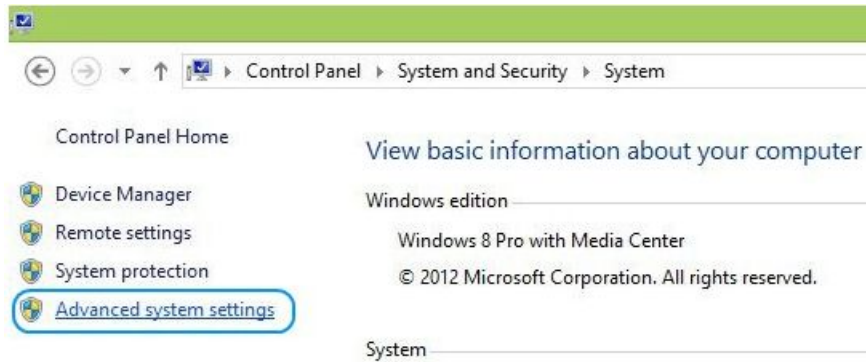 Control Panel System and Security System
Control Panel Home
Device Manager
Remote settings
System protection
Advanced system settings
View basic information about your computer
Windows edition
Windows 8 Pro with Media Center
© 2012 Microsoft Corporation. All rights reserved.
System